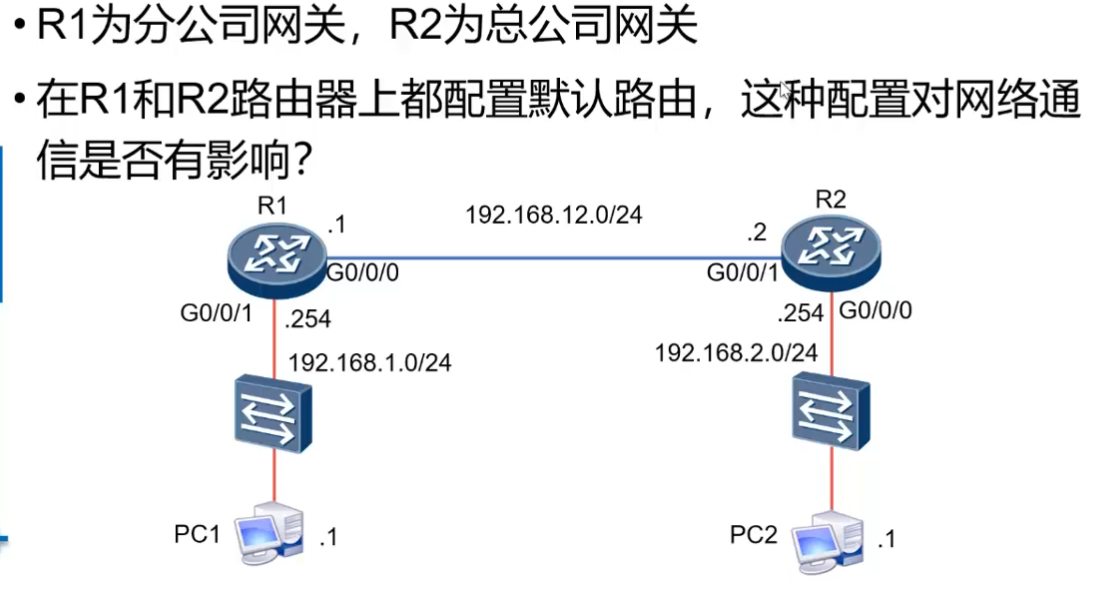 • R1为分公司网关，R2为总公司网关
• 在R1和R2路由器上都配置默认路由，这种配置对网络通
信是否有影响？
R1
R2
.1
192.168.12.0/24
.2
G0/0/0
G0/0/1
G0/0/1
.254
.254
G0/0/0
192.168.1.0/24
192.168.2.0/24
PC1
.1
PC2
.1